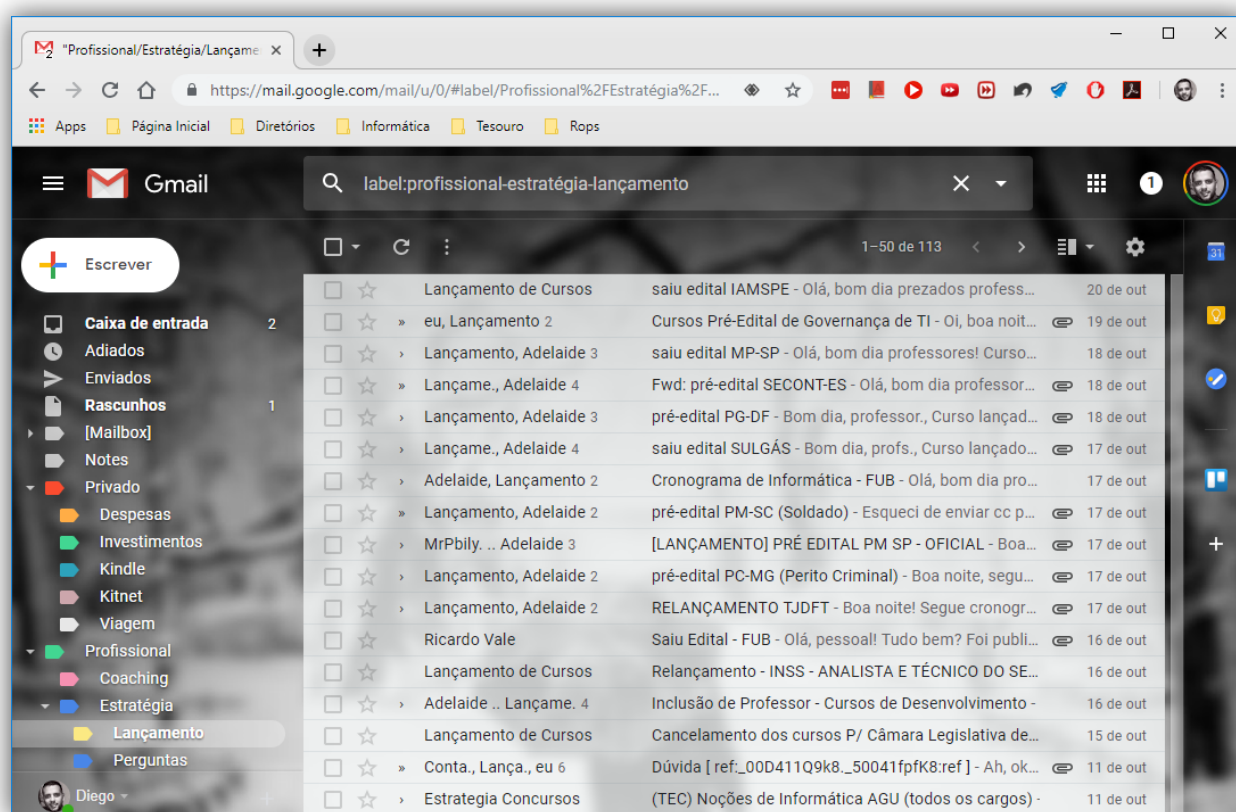 "Profissional/Estratégia/Lançame
https://mail.google.com/mail/u/0/#label/Profissional%2FEstratégia%2F...
Apps Página Inicial Diretórios Informática Tesouro Rops
Gmail label:profissional-estratégia-lançamento 1
Escrever 1–50 de 113
Caixa de entrada 2
Adiados
Enviados
Rascunhos 1
[Mailbox]
Notes
Privado
Despesas
Investimentos
Kindle
Kitnet
Viagem
Profissional
Coaching
Estratégia
Lançamento
Perguntas
Diego
Lançamento de Cursos saiu edital IAMSPE - Olá, bom dia prezados profess... 20 de out
» eu, Lançamento 2 Cursos Pré-Edital de Governança de TI - Oi, boa noit... 19 de out
› Lançamento, Adelaide 3 saiu edital MP-SP - Olá, bom dia professores! Curso... 18 de out
» Lançame., Adelaide 4 Fwd: pré-edital SECONT-ES - Olá, bom dia professor... 18 de out
› Lançamento, Adelaide 3 pré-edital PG-DF - Bom dia, professor., Curso lançad... 18 de out
› Lançame., Adelaide 4 saiu edital SULGÁS - Bom dia, profs., Curso lançado... 17 de out
› Adelaide, Lançamento 2 Cronograma de Informática - FUB - Olá, bom dia pro... 17 de out
» Lançamento, Adelaide 2 pré-edital PM-SC (Soldado) - Esqueci de enviar cc p... 17 de out
› MrPbily. .. Adelaide 3 [LANÇAMENTO] PRÉ EDITAL PM SP - OFICIAL - Boa... 17 de out
› Lançamento, Adelaide 2 pré-edital PC-MG (Perito Criminal) - Boa noite, segu... 17 de out
› Lançamento, Adelaide 2 RELANÇAMENTO TJDFT - Boa noite! Segue cronogr... 17 de out
Ricardo Vale Saiu Edital - FUB - Olá, pessoal! Tudo bem? Foi publi... 16 de out
Lançamento de Cursos Relançamento - INSS - ANALISTA E TÉCNICO DO SE... 16 de out
› Adelaide .. Lançame. 4 Inclusão de Professor - Cursos de Desenvolvimento - 16 de out
Lançamento de Cursos Cancelamento dos cursos P/ Câmara Legislativa de... 15 de out
» Conta., Lança., eu 6 Dúvida [ ref:_00D411Q9k8._50041fpfK8:ref ] - Ah, ok... 11 de out
› Estrategia Concursos (TEC) Noções de Informática AGU (todos os cargos) - 11 de out
31